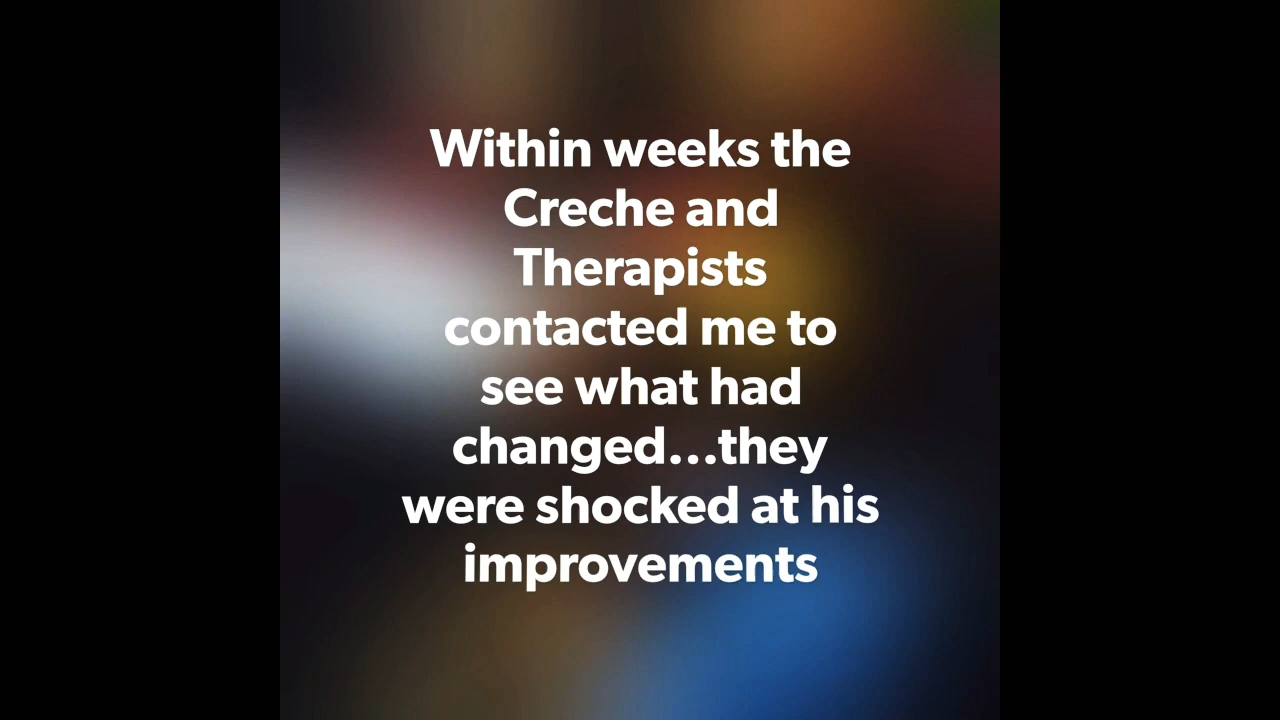 Within weeks the
Creche and
Therapists
contacted me to
see what had
changed...they
were shocked at his
improvements